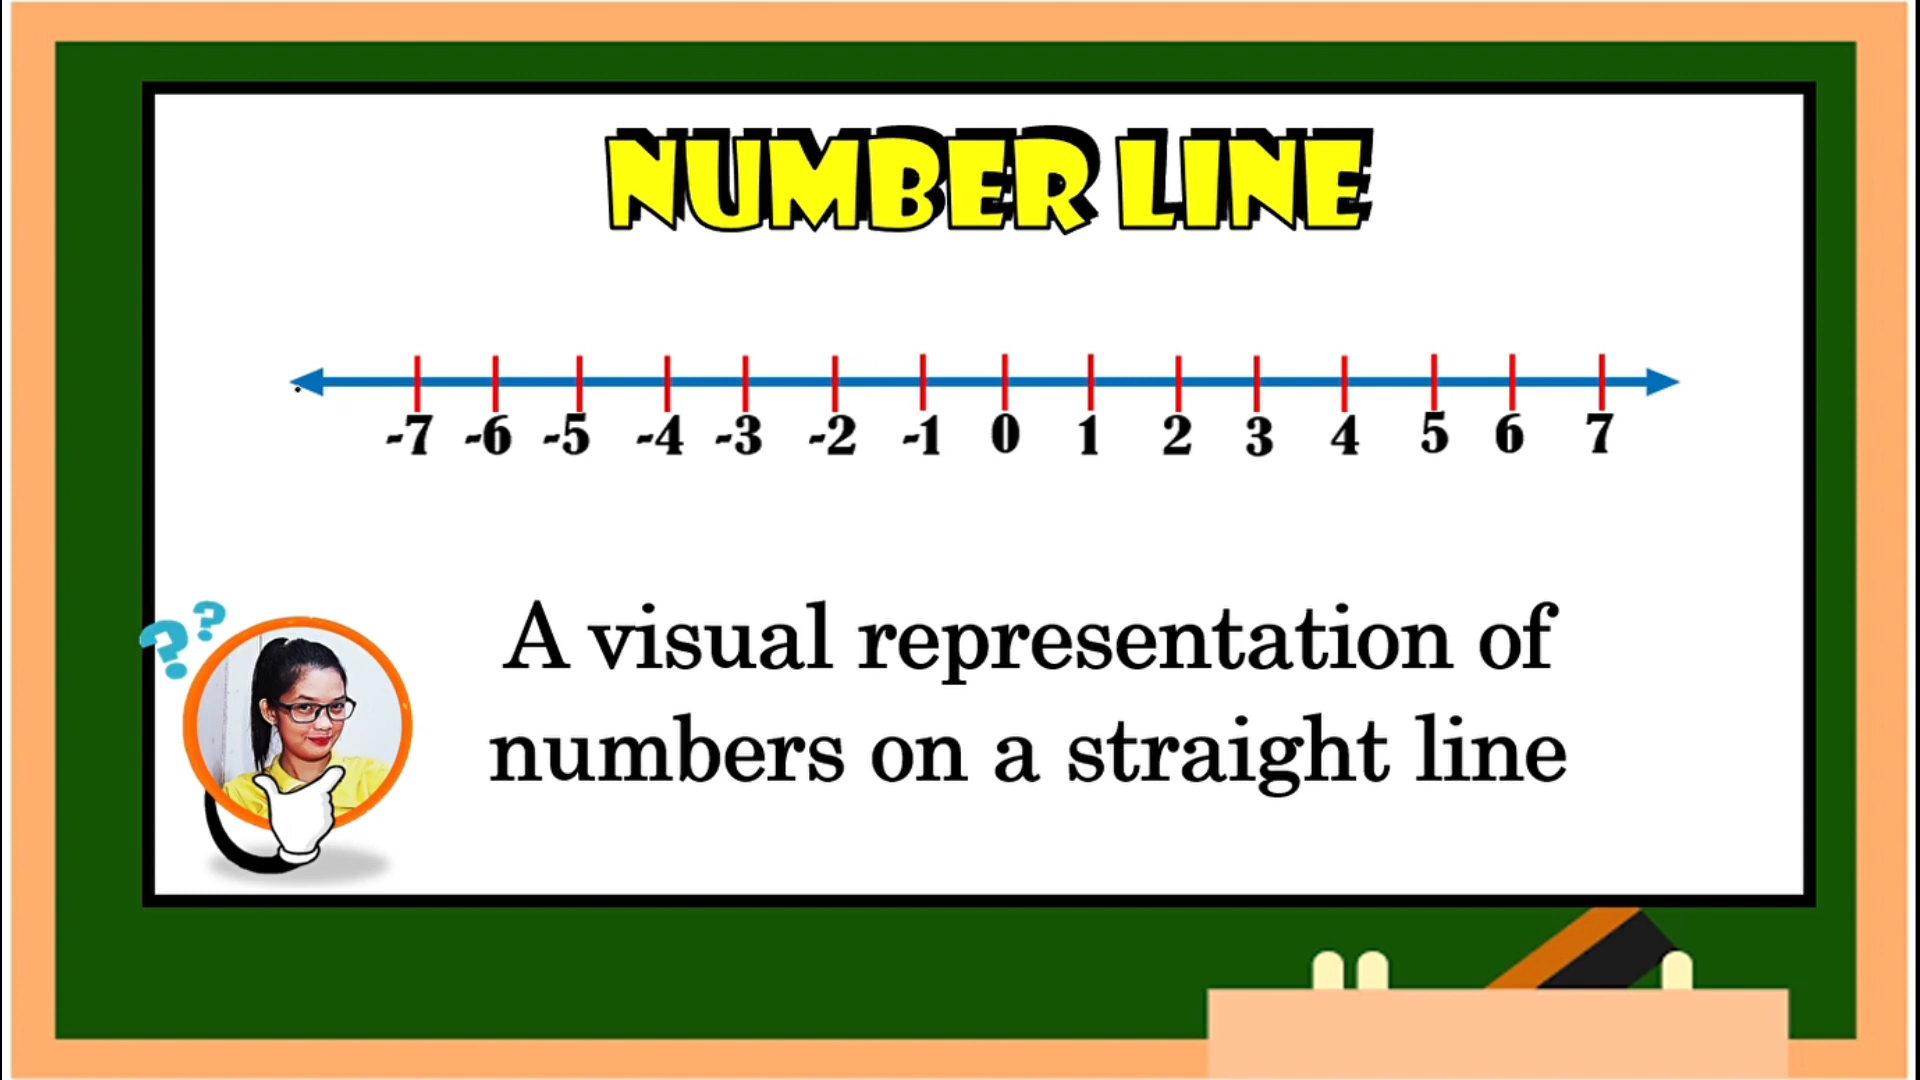 NUMBER LINE
-7 -6 -5 -4 -3 -2 -1 0 1 2 3 4 5 6 7
? ?
A visual representation of
numbers on a straight line